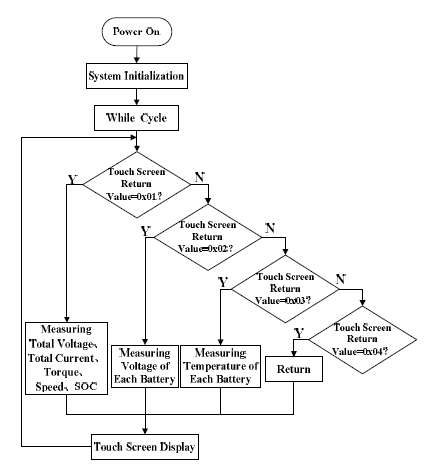 Power On
System Initialization
While Cycle
Touch Screen
Return
Value=0x01?
Y
N
Touch Screen
Return
Value=0x02?
Y
N
Touch Screen
Return
Value=0x03?
Y
N
Touch Screen
Return
Value=0x04?
Y
Measuring
Total Voltage、
Total Current、
Torque、
Speed、SOC
Measuring
Voltage of
Each Battery
Measuring
Temperature of
Each Battery
Return
Touch Screen Display